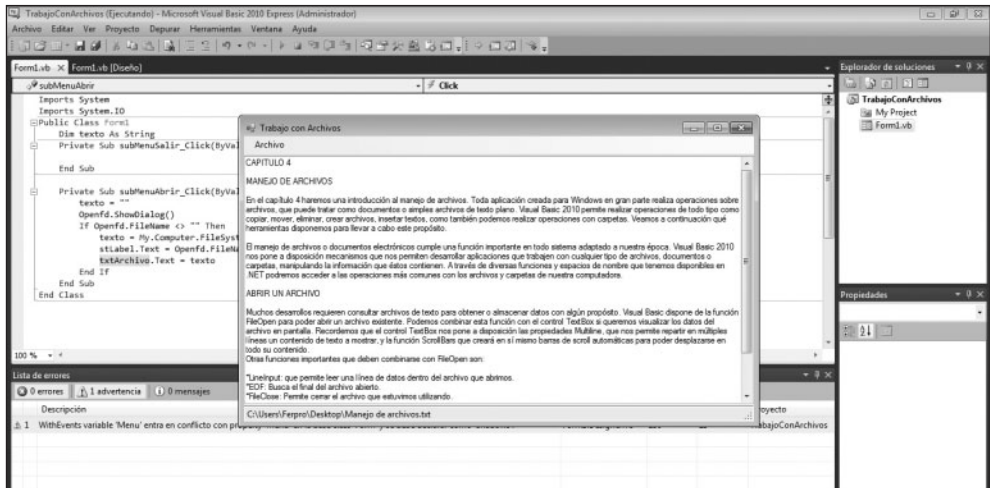 TrabajoConArchivos (Ejecutando) - Microsoft Visual Basic 2010 Express (Administrador)
Archivo Editar Ver Proyecto Depurar Herramientas Ventana Ayuda
Form1.vb Form1.vb [Diseño]
subMenuAbrir
Click
Imports System
Imports System.IO
Public Class Form1
Dim texto As String
Private Sub subMenuSalir_Click(ByVal
End Sub
Private Sub subMenuAbrir_Click(ByVal
texto = ""
Openfd.ShowDialog()
If Openfd.FileName <> "" Then
texto = My.Computer.FileSyst
stLabel.Text = Openfd.FileNa
txtArchivo.Text = texto
End If
End Sub
End Class
100 %
Trabajo con Archivos
Archivo
CAPITULO 4
MANEJO DE ARCHIVOS
En el capítulo 4 haremos una introducción al manejo de archivos. Toda aplicación creada para Windows en gran parte realiza operaciones sobre
archivos, que puede tratar como documentos o simples archivos de texto plano. Visual Basic 2010 permite realizar operaciones de todo tipo como
copiar, mover, eliminar, crear archivos, insertar textos, como también podremos realizar operaciones con carpetas. Veamos a continuación qué
herramientas disponemos para llevar a cabo este propósito.
El manejo de archivos o documentos electrónicos cumple una función importante en todo sistema adaptado a nuestra época. Visual Basic 2010
nos pone a disposición mecanismos que nos permiten desarrollar aplicaciones que trabajen con cualquier tipo de archivos, documentos o
carpetas, manipulando la información que éstos contienen. A través de diversas funciones y espacios de nombre que tenemos disponibles en
.NET podremos acceder a las operaciones más comunes con los archivos y carpetas de nuestra computadora.
ABRIR UN ARCHIVO
Muchos desarrollos requieren consultar archivos de texto para obtener o almacenar datos con algún propósito. Visual Basic dispone de la función
FileOpen para poder abrir un archivo existente. Podemos combinar esta función con el control TextBox si queremos visualizar los datos del
archivo en pantalla. Recordemos que el control TextBox nos pone a disposición las propiedades Multiline, que nos permite repartir en múltiples
líneas un contenido de texto a mostrar, y la función ScrollBars que creará en sí mismo barras de scroll automáticas para poder desplazarse en
todo su contenido.
Otras funciones importantes que deben combinarse con FileOpen son:
*LineInput: que permite leer una línea de datos dentro del archivo que abrimos.
*EOF: Busca el final del archivo abierto.
*FileClose: Permite cerrar el archivo que estuvimos utilizando.
C:\Users\Ferpro\Desktop\Manejo de archivos.txt
Explorador de soluciones
TrabajoConArchivos
My Project
Form1.vb
Propiedades
Lista de errores
0 errores 1 advertencia 0 mensajes
Descripción
oyecto
1 WithEvents variable 'Menu' entra en conflicto con
abajoConArchivos